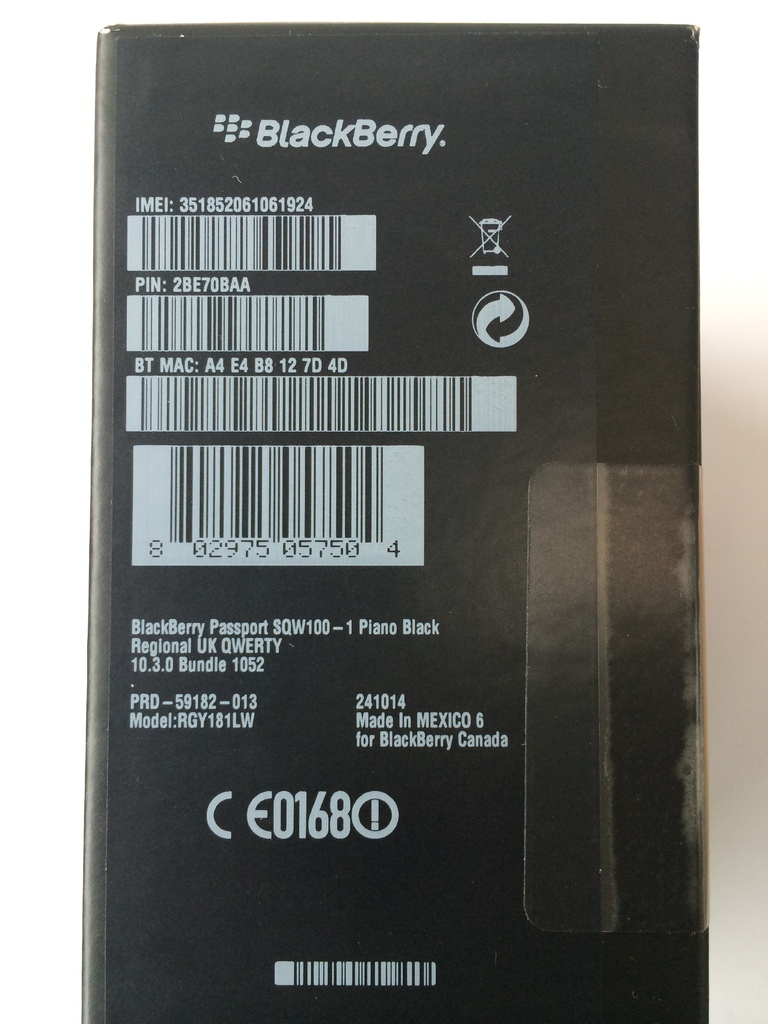 BlackBerry.
IMEI: 351852061061924
PIN: 2BE70BAA
BT MAC: A4 E4 B8 12 7D 4D
8 02975 05750 4
BlackBerry Passport SQW100-1 Piano Black
Regional UK QWERTY
10.3.0 Bundle 1052
PRD-59182-013
Model:RGY181LW
241014
Made In MEXICO 6
for BlackBerry Canada
CE0168